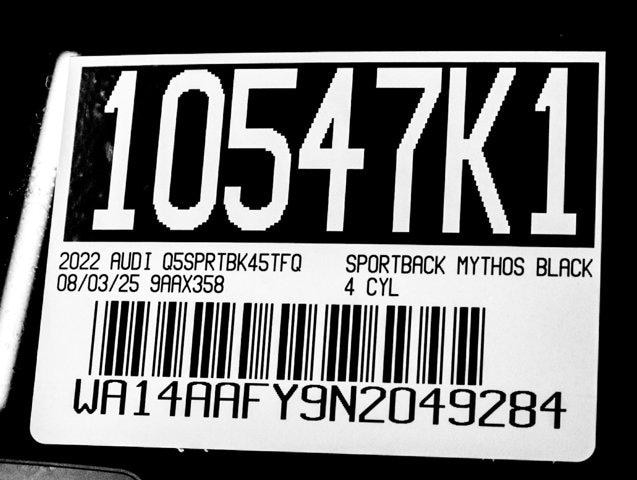 10547K1
2022 AUDI Q5SPRTBK45TFQ SPORTBACK MYTHOS BLACK
08/03/25 9AAX358 4 CYL
WA14AAFY9N2049284